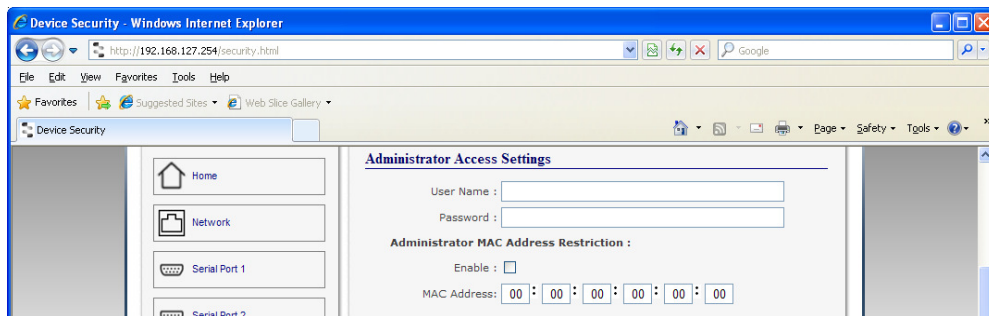 Device Security - Windows Internet Explorer
http://192.168.127.254/security.html
Google
File Edit View Favorites Tools Help
Favorites Suggested Sites Web Slice Gallery
Device Security
Page Safety Tools
Home
Network
Serial Port 1
Serial Port 2
Administrator Access Settings
User Name :
Password :
Administrator MAC Address Restriction :
Enable :
MAC Address: 00 : 00 : 00 : 00 : 00 : 00